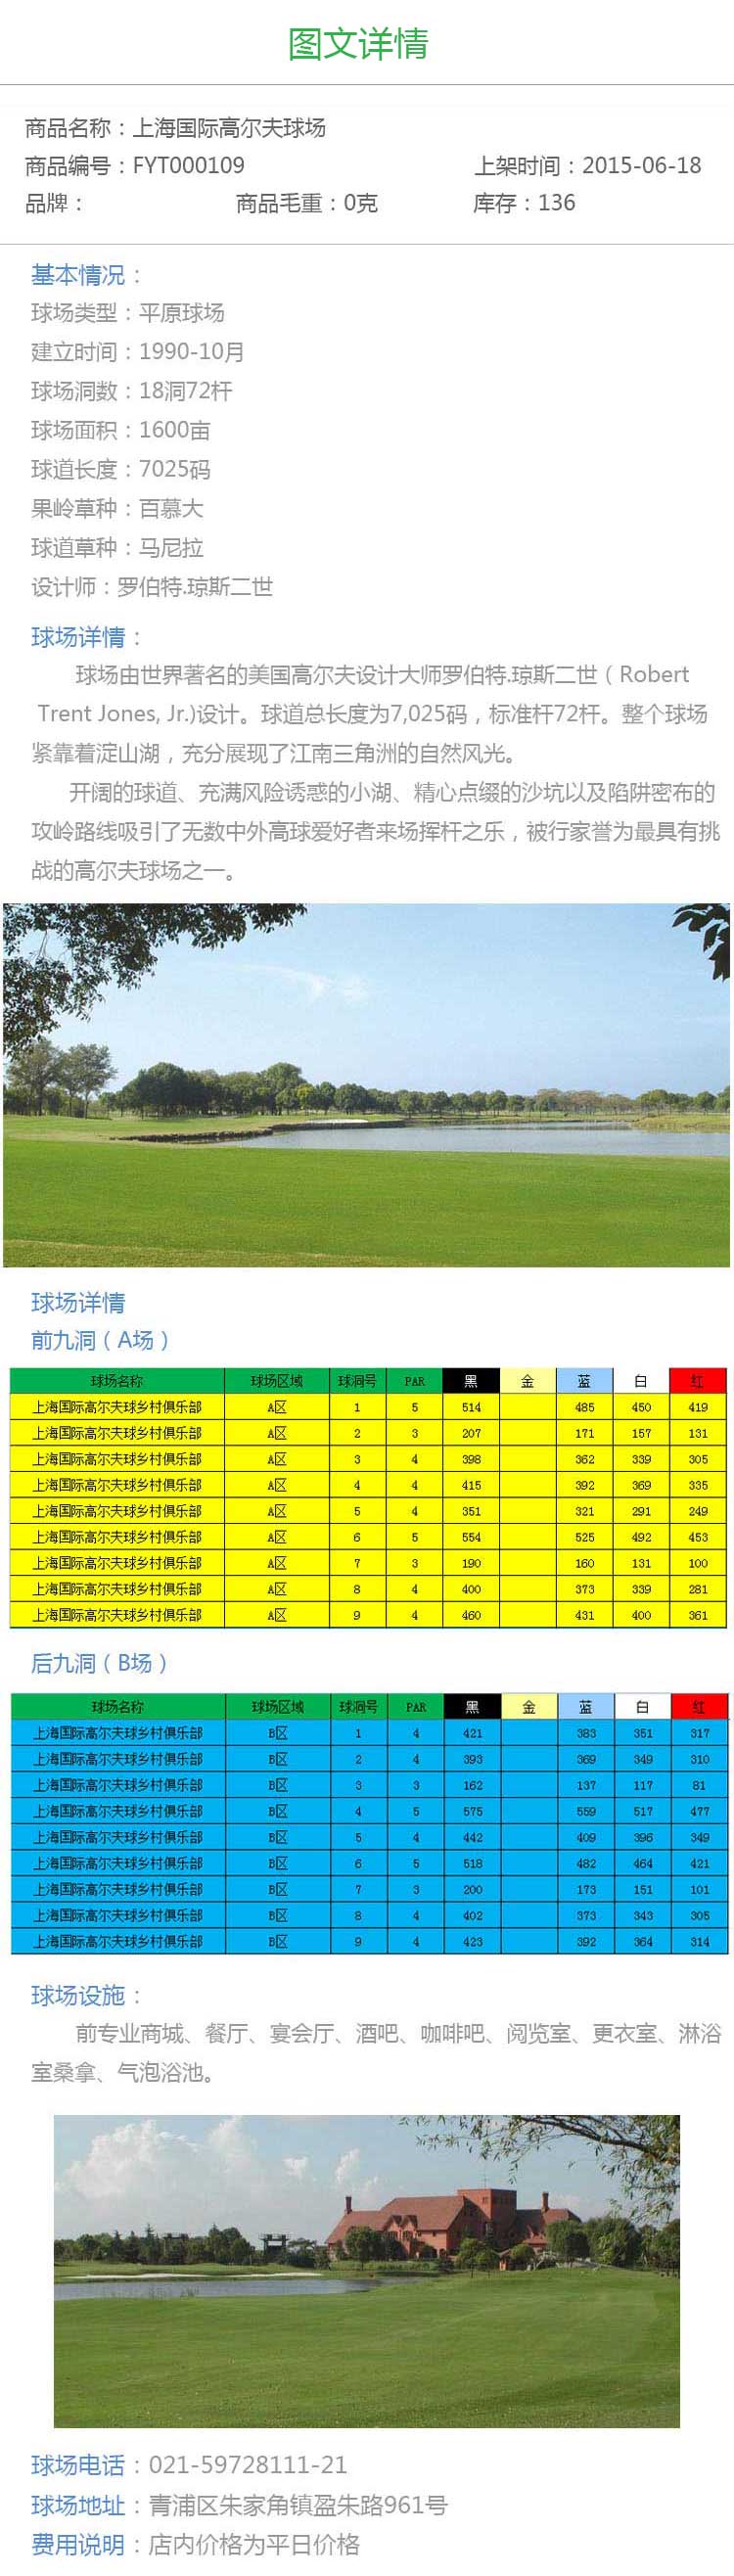 图文详情
商品名称：上海国际高尔夫球场
商品编号：FYT000109 上架时间：2015-06-18
品牌： 商品毛重：0克 库存：136
基本情况：
球场类型：平原球场
建立时间：1990-10月
球场洞数：18洞72杆
球场面积：1600亩
球道长度：7025码
果岭草种：百慕大
球道草种：马尼拉
设计师：罗伯特.琼斯二世
球场详情：
球场由世界著名的美国高尔夫设计大师罗伯特.琼斯二世（Robert
Trent Jones, Jr.)设计。球道总长度为7,025码，标准杆72杆。整个球场
紧靠着淀山湖，充分展现了江南三角洲的自然风光。
开阔的球道、充满风险诱惑的小湖、精心点缀的沙坑以及陷阱密布的
攻岭路线吸引了无数中外高球爱好者来场挥杆之乐，被行家誉为最具有挑
战的高尔夫球场之一。
球场详情
前九洞（A场）
球场名称 球场区域 球洞号 PAR 黑 金 蓝 白 红
上海国际高尔夫球乡村俱乐部 A区 1 5 514 485 450 419
上海国际高尔夫球乡村俱乐部 A区 2 3 207 171 157 131
上海国际高尔夫球乡村俱乐部 A区 3 4 398 362 339 305
上海国际高尔夫球乡村俱乐部 A区 4 4 415 392 369 335
上海国际高尔夫球乡村俱乐部 A区 5 4 351 321 291 249
上海国际高尔夫球乡村俱乐部 A区 6 5 554 525 492 453
上海国际高尔夫球乡村俱乐部 A区 7 3 190 160 131 100
上海国际高尔夫球乡村俱乐部 A区 8 4 400 373 339 281
上海国际高尔夫球乡村俱乐部 A区 9 4 460 431 400 361
后九洞（B场）
球场名称 球场区域 球洞号 PAR 黑 金 蓝 白 红
上海国际高尔夫球乡村俱乐部 B区 1 4 421 383 351 317
上海国际高尔夫球乡村俱乐部 B区 2 4 393 369 349 310
上海国际高尔夫球乡村俱乐部 B区 3 3 162 137 117 81
上海国际高尔夫球乡村俱乐部 B区 4 5 575 559 517 477
上海国际高尔夫球乡村俱乐部 B区 5 4 442 409 396 349
上海国际高尔夫球乡村俱乐部 B区 6 5 518 482 464 421
上海国际高尔夫球乡村俱乐部 B区 7 3 200 173 151 101
上海国际高尔夫球乡村俱乐部 B区 8 4 402 373 343 305
上海国际高尔夫球乡村俱乐部 B区 9 4 423 392 364 314
球场设施：
前专业商城、餐厅、宴会厅、酒吧、咖啡吧、阅览室、更衣室、淋浴
室桑拿、气泡浴池。
球场电话：021-59728111-21
球场地址：青浦区朱家角镇盈朱路961号
费用说明：店内价格为平日价格